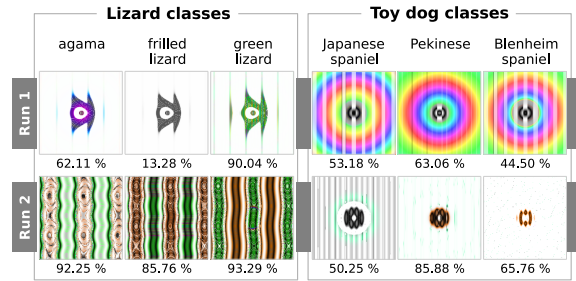 Lizard classes
Toy dog classes
agama
frilled
lizard
green
lizard
Japanese
spaniel
Pekinese
Blenheim
spaniel
Run 1
62.11 %
13.28 %
90.04 %
53.18 %
63.06 %
44.50 %
Run 2
92.25 %
85.76 %
93.29 %
50.25 %
85.88 %
65.76 %